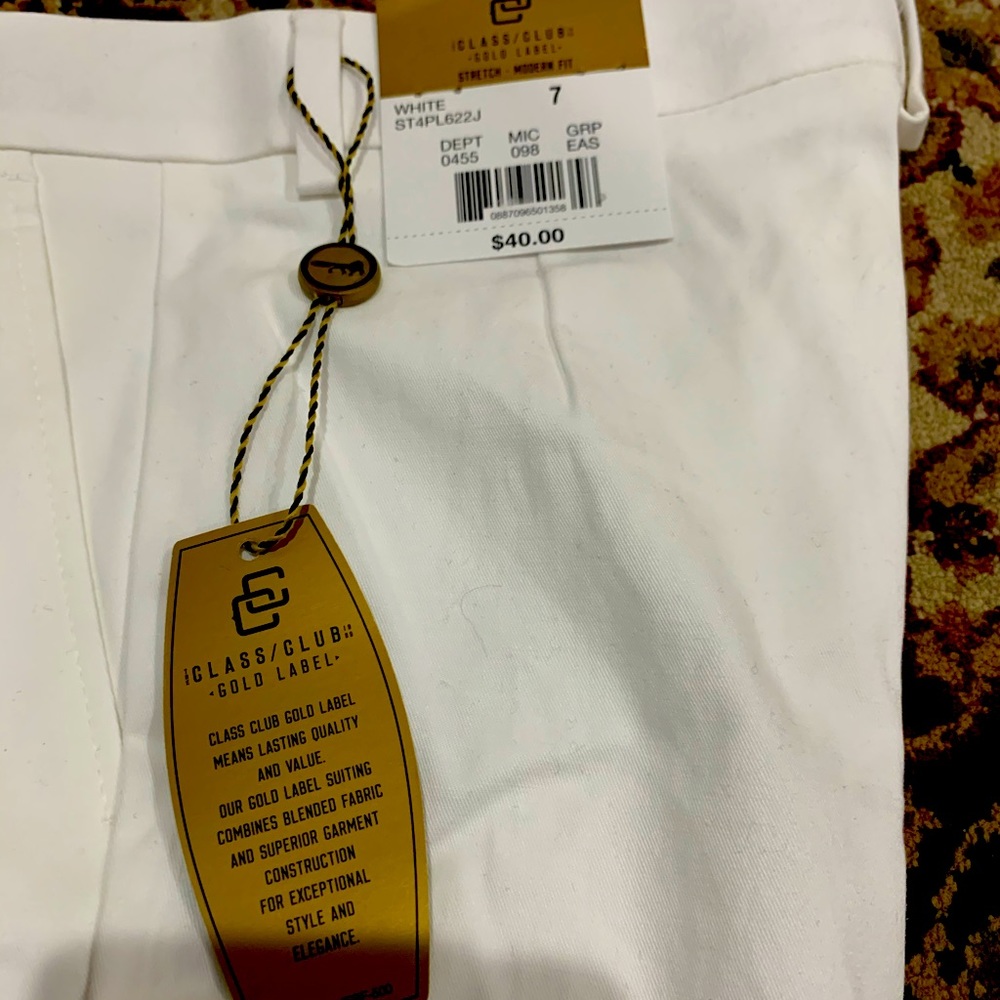 CLASS/CLUB
GOLD LABEL
STRETCH - MODERN FIT
WHITE 7
ST4PL622J
DEPT MIC GRP
0455 098 EAS
0887096501358
$40.00
CLASS/CLUB
GOLD LABEL
CLASS CLUB GOLD LABEL
MEANS LASTING QUALITY
AND VALUE.
OUR GOLD LABEL SUITING
COMBINES BLENDED FABRIC
AND SUPERIOR GARMENT
CONSTRUCTION
FOR EXCEPTIONAL
STYLE AND
ELEGANCE.